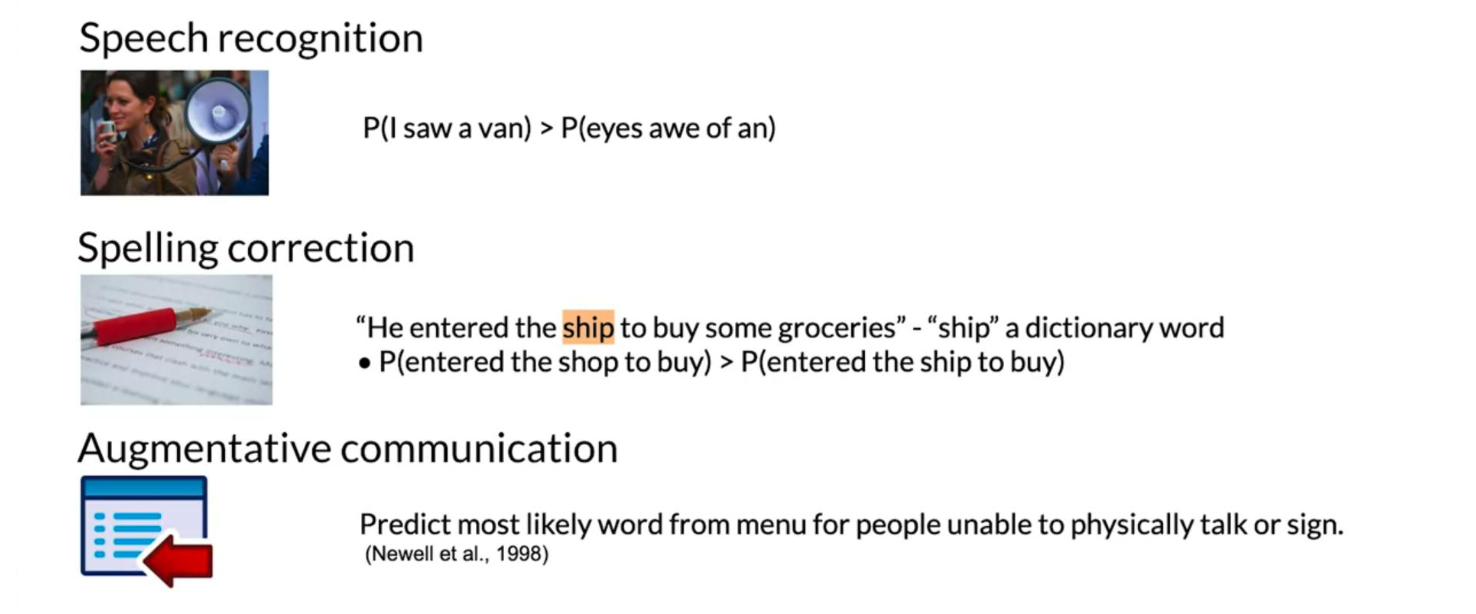 Speech recognition
P(I saw a van) > P(eyes awe of an)
Spelling correction
“He entered the ship to buy some groceries” - “ship” a dictionary word
• P(entered the shop to buy) > P(entered the ship to buy)
Augmentative communication
Predict most likely word from menu for people unable to physically talk or sign.
(Newell et al., 1998)